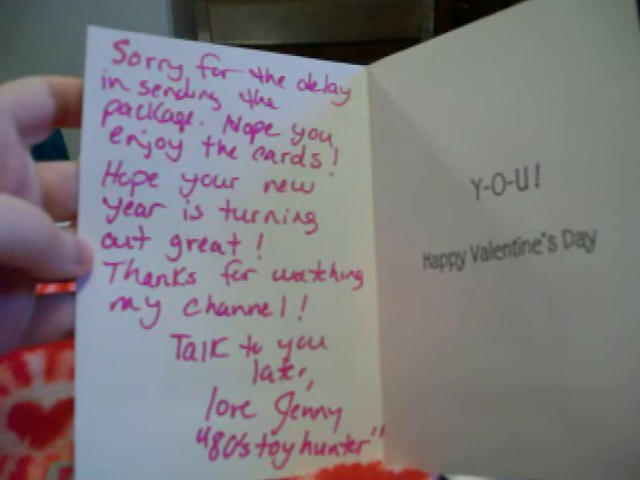 Sorry for the delay
in sending the
package. Hope you
enjoy the cards!
Hope your new
year is turning
out great!
Thanks for watching
my channel!
Talk to you
later,
love Jenny
"80's toy hunter"
Y-O-U!
Happy Valentine's Day